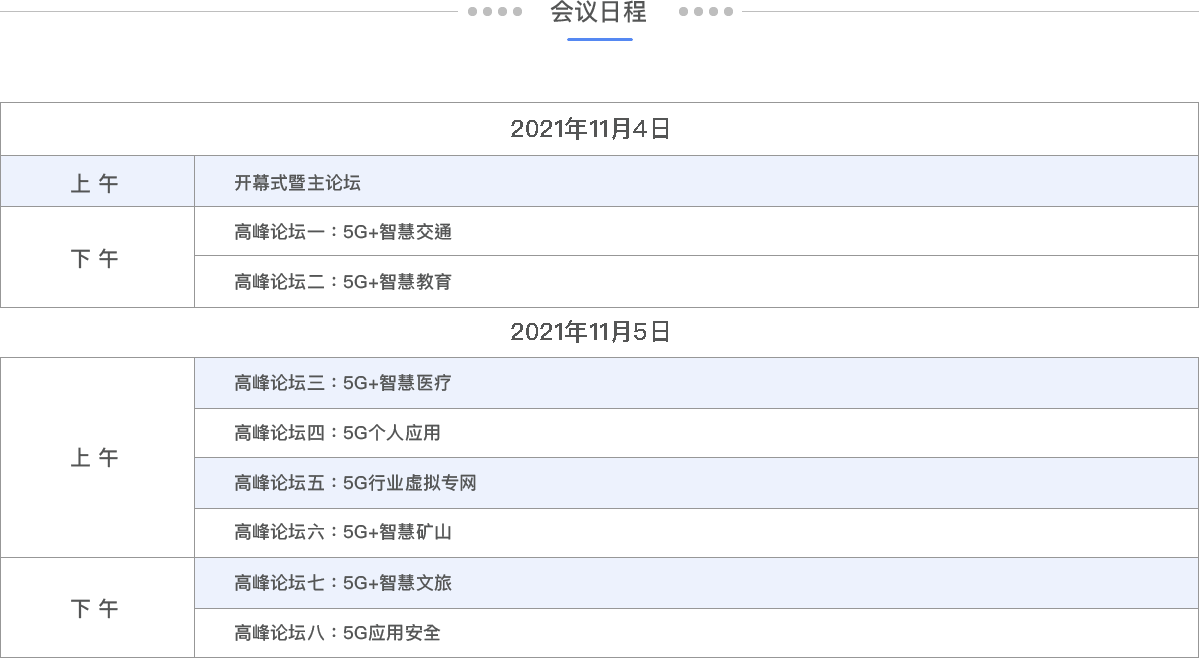 会议日程
2021年11月4日
上 午
开幕式暨主论坛
下 午
高峰论坛一：5G+智慧交通
高峰论坛二：5G+智慧教育
2021年11月5日
上 午
高峰论坛三：5G+智慧医疗
高峰论坛四：5G个人应用
高峰论坛五：5G行业虚拟专网
高峰论坛六：5G+智慧矿山
下 午
高峰论坛七：5G+智慧文旅
高峰论坛八：5G应用安全